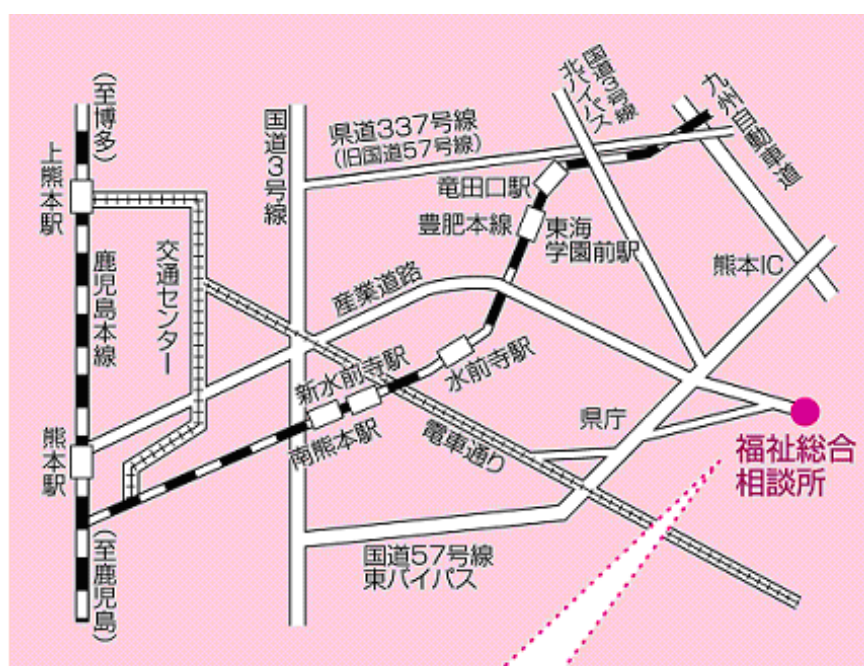 (至博多)
上熊本駅
鹿児島本線
熊本駅
(至鹿児島)
交通センター
国道3号線
県道337号線
(旧国道57号線)
国道3号線
北バイパス
九州自動車道
竜田口駅
豊肥本線
東海
学園前駅
熊本IC
産業道路
新水前寺駅
水前寺駅
南熊本駅
電車通り
県庁
福祉総合
相談所
国道57号線
東バイパス